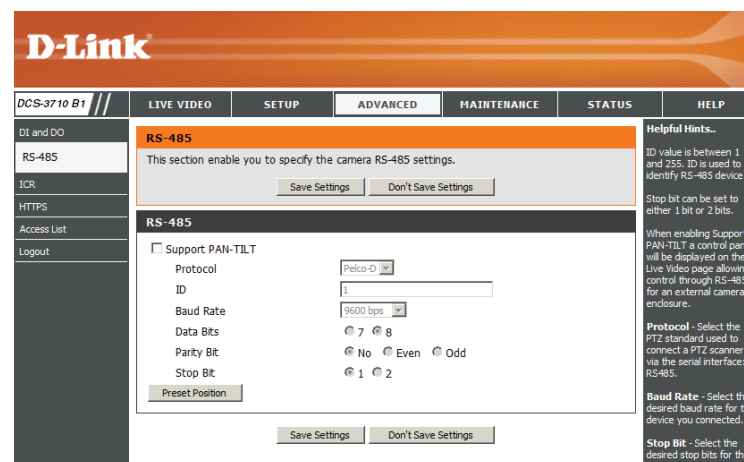 D-Link
DCS-3710 B1 // LIVE VIDEO SETUP ADVANCED MAINTENANCE STATUS HELP
DI and DO
RS-485
ICR
HTTPS
Access List
Logout
RS-485
This section enable you to specify the camera RS-485 settings.
Save Settings Don't Save Settings
RS-485
Support PAN-TILT
Protocol Pelco-D
ID 1
Baud Rate 9600 bps
Data Bits 7 8
Parity Bit No Even Odd
Stop Bit 1 2
Preset Position
Save Settings Don't Save Settings
Helpful Hints..
ID value is between 1
and 255. ID is used to
identify RS-485 device
Stop bit can be set to
either 1 bit or 2 bits.
When enabling Support
PAN-TILT a control pan
will be displayed on the
Live Video page allowin
control through RS-485
for an external camera
enclosure.
Protocol - Select the
PTZ standard used to
connect a PTZ scanner
via the serial interface:
RS485.
Baud Rate - Select th
desired baud rate for t
device you connected.
Stop Bit - Select the
desired stop bits for th